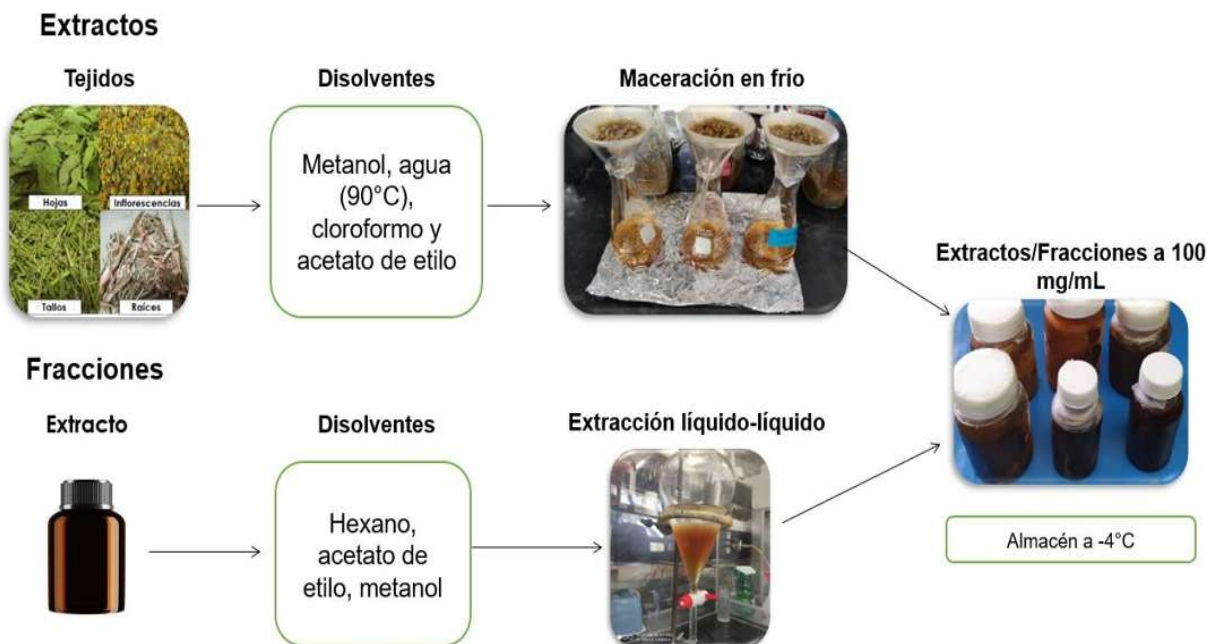 Extractos
Tejidos
Disolventes
Maceración en frío
Hojas
Inflorescencias
Tallos
Raíces
Metanol, agua
(90°C),
cloroformo y
acetato de etilo
Extractos/Fracciones a 100
mg/mL
Almacén a -4°C
Fracciones
Extracto
Disolventes
Extracción líquido-líquido
Hexano,
acetato de
etilo, metanol